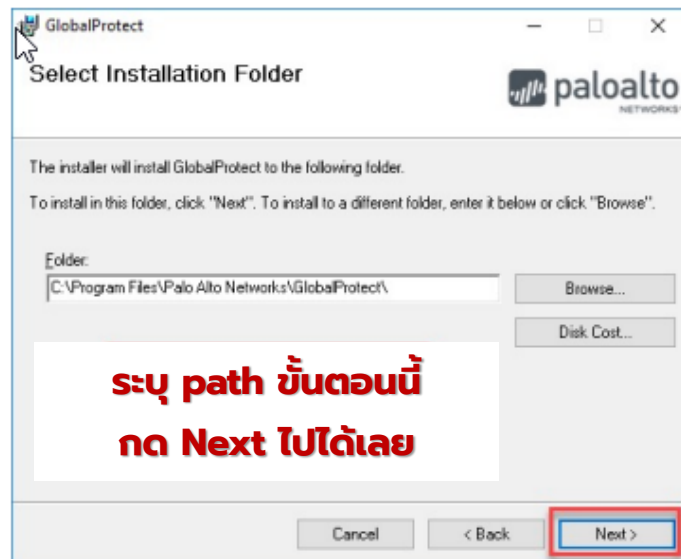 GlobalProtect
Select Installation Folder
paloalto
NETWORKS
The installer will install GlobalProtect to the following folder.
To install in this folder, click "Next". To install to a different folder, enter it below or click "Browse".
Folder:
C:\Program Files\Palo Alto Networks\GlobalProtect\
Browse...
Disk Cost...
ระบุ path ขั้นตอนนี้
กด Next ไปได้เลย
Cancel
< Back
Next >